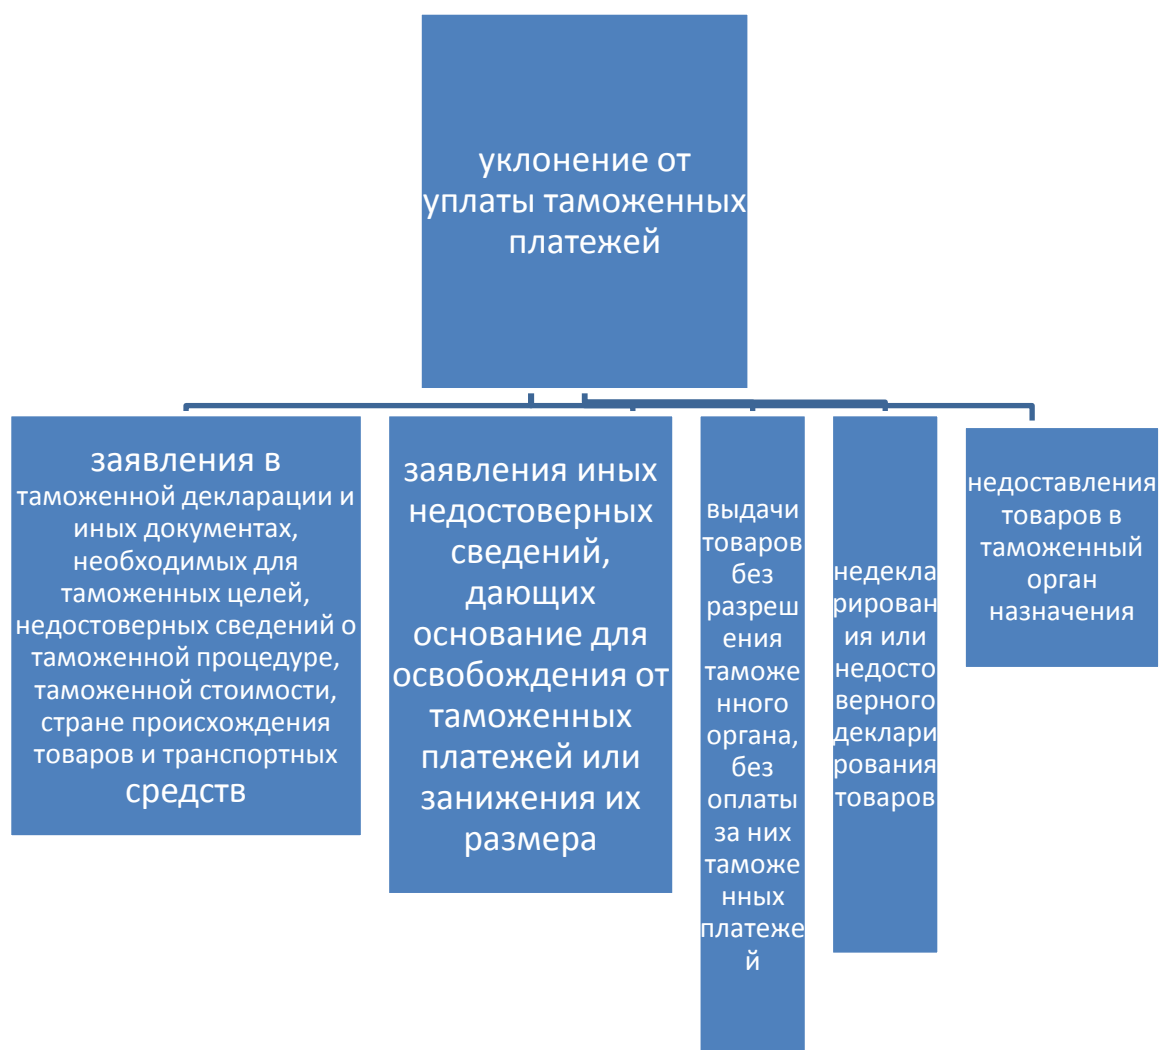 уклонение от
уплаты таможенных
платежей
заявления в
таможенной декларации и
иных документах,
необходимых для
таможенных целей,
недостоверных сведений о
таможенной процедуре,
таможенной стоимости,
стране происхождения
товаров и транспортных
средств
заявления иных
недостоверных
сведений,
дающих
основание для
освобождения от
таможенных
платежей или
занижения их
размера
выдачи
товаров
без
разреш
ения
таможе
нного
органа,
без
оплаты
за них
таможе
нных
платеже
й
недекла
рирован
ия или
недосто
верного
деклари
рования
товаров
недоставления
товаров в
таможенный
орган
назначения